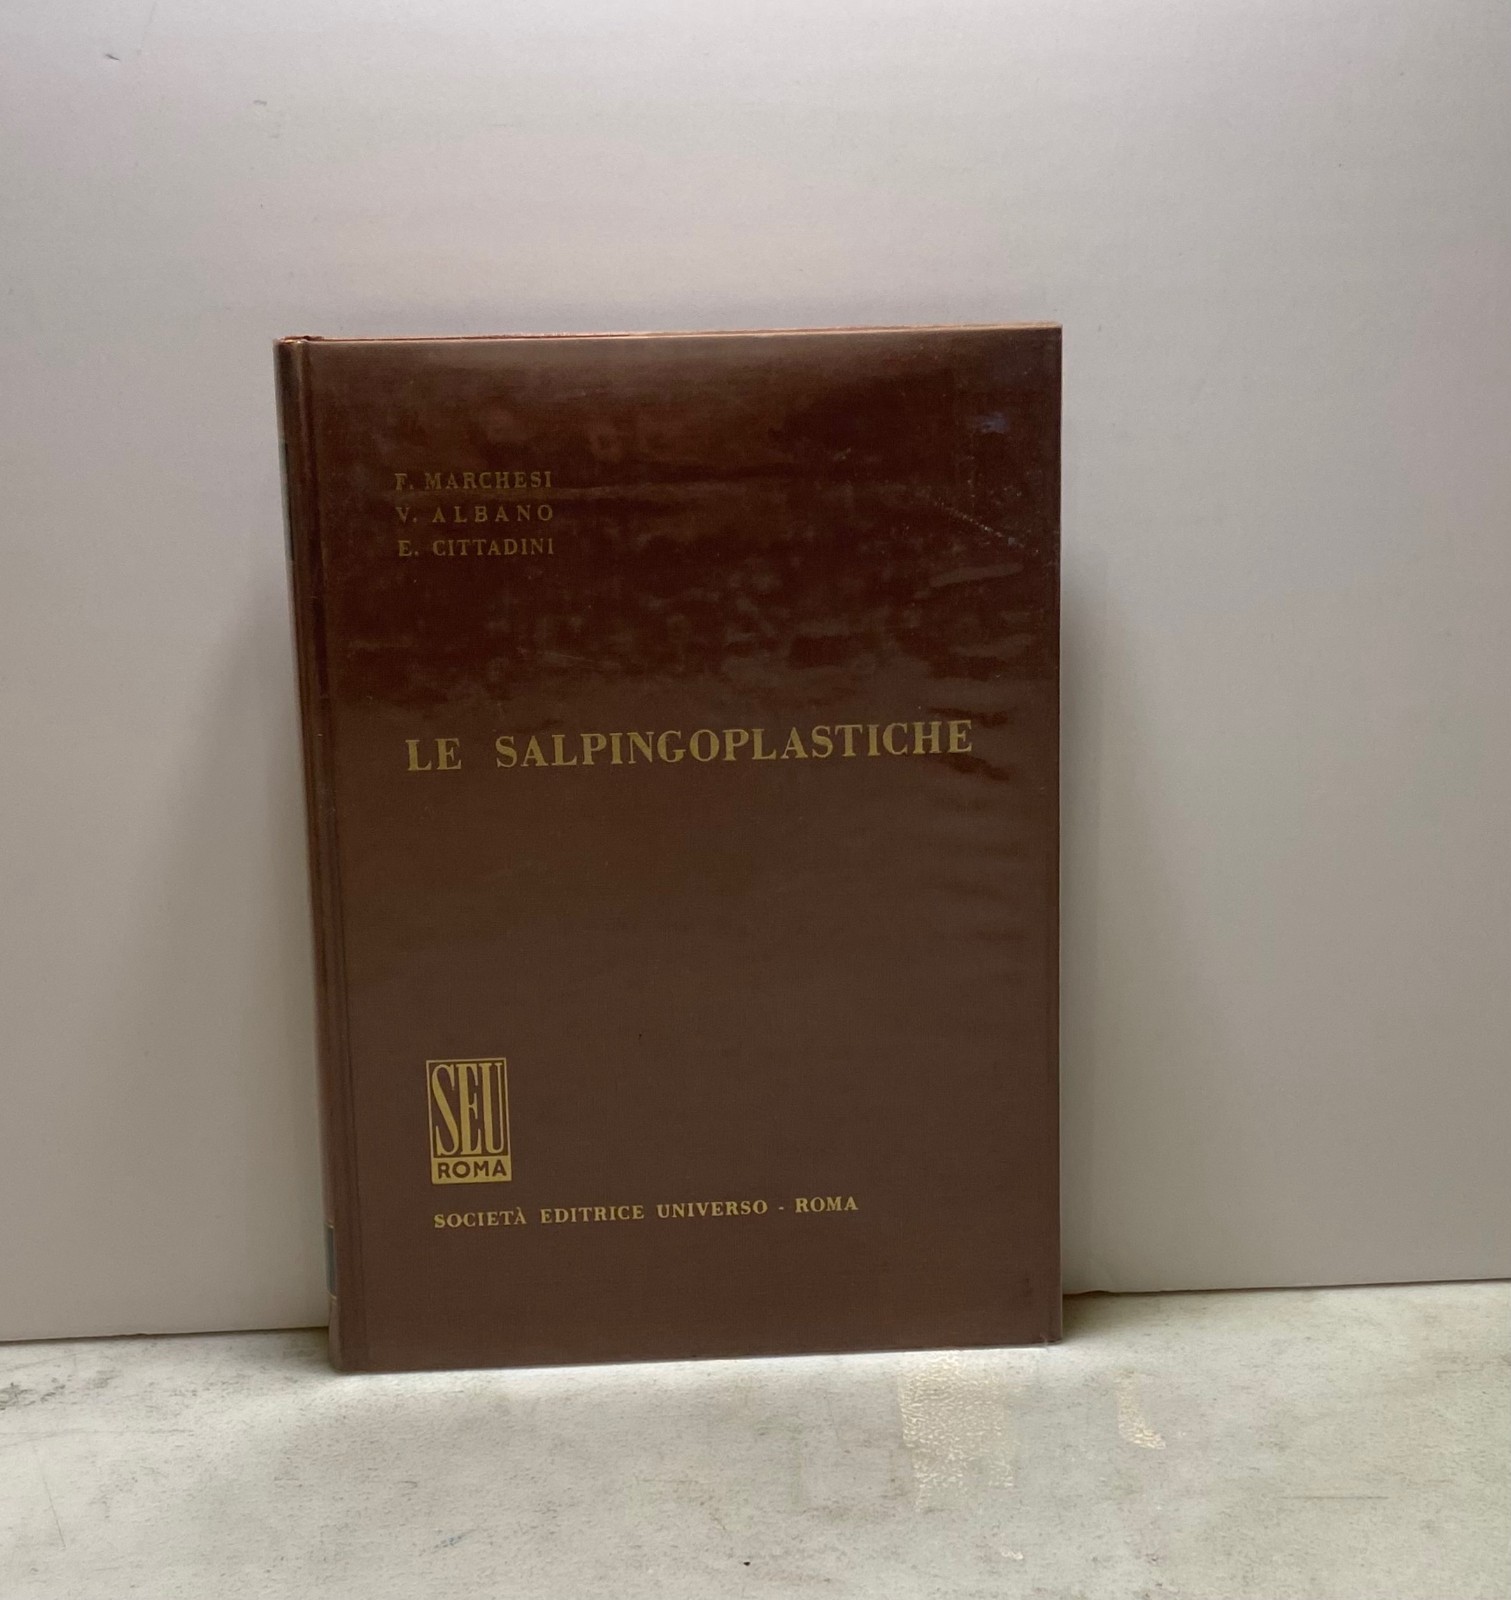 F. MARCHESI
V. ALBANO
E. CITTADINI
LE SALPINGOPLASTICHE
SEU
ROMA
SOCIETÀ EDITRICE UNIVERSO - ROMA